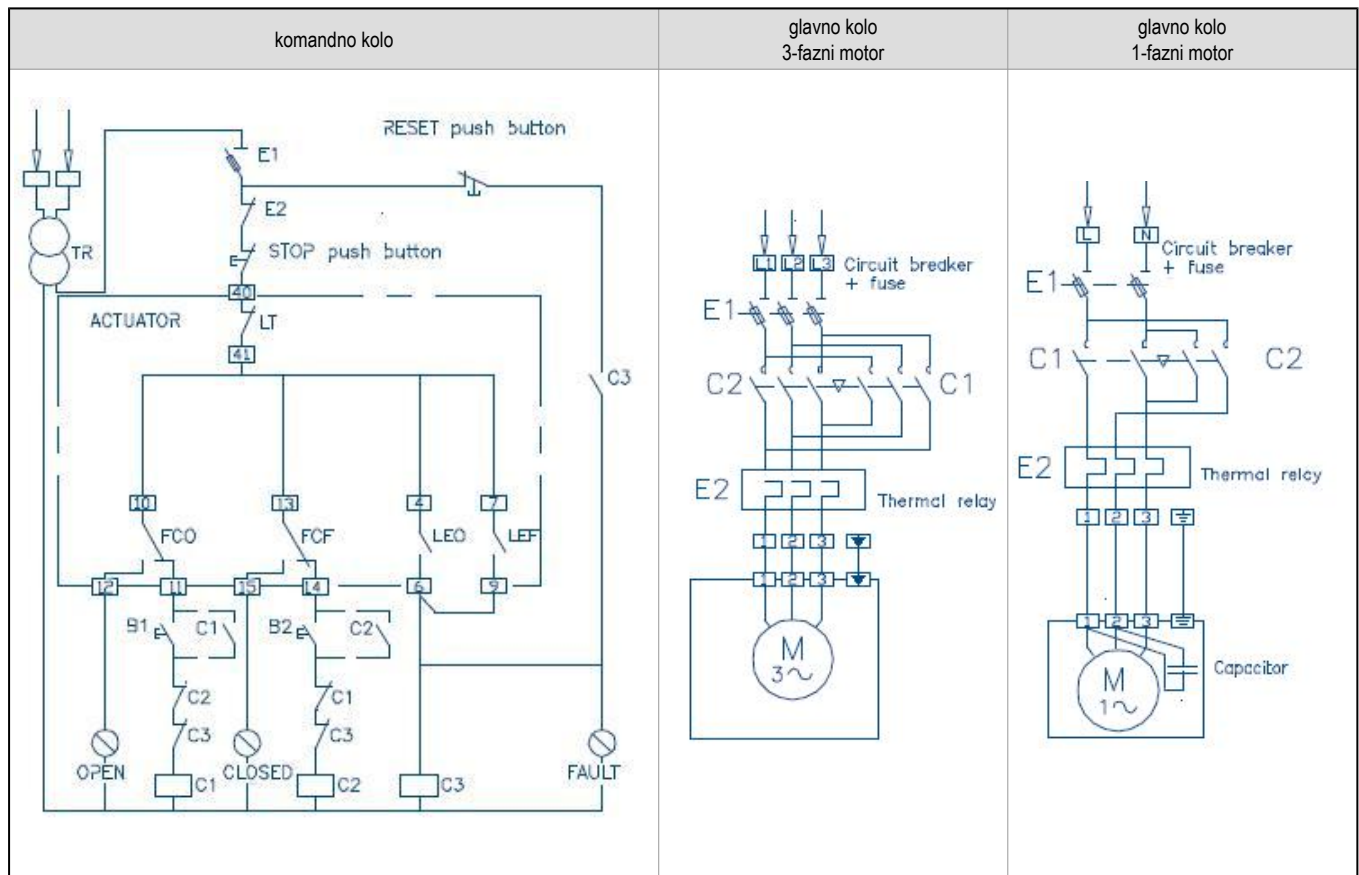 komandno kolo
glavno kolo
3-fazni motor
glavno kolo
1-fazni motor
RESET push button
E1
E2
TR
STOP push button
40
ACTUATOR
LT
41
C3
10
13
4
7
FCO
FCF
LEO
LEF
12
11
15
14
6
9
B1
C1
B2
C2
C2
C1
C3
C3
OPEN
C1
CLOSED
C2
C3
FAULT
L1
L2
L3
Circuit breaker
+ fuse
E1
C2
C1
E2
Thermal relay
1
2
3
1
2
3
M
3~
L
N
Circuit breaker
+ fuse
E1
C1
C2
E2
Thermal relay
1
2
3
1
2
3
Capacitor
M
1~